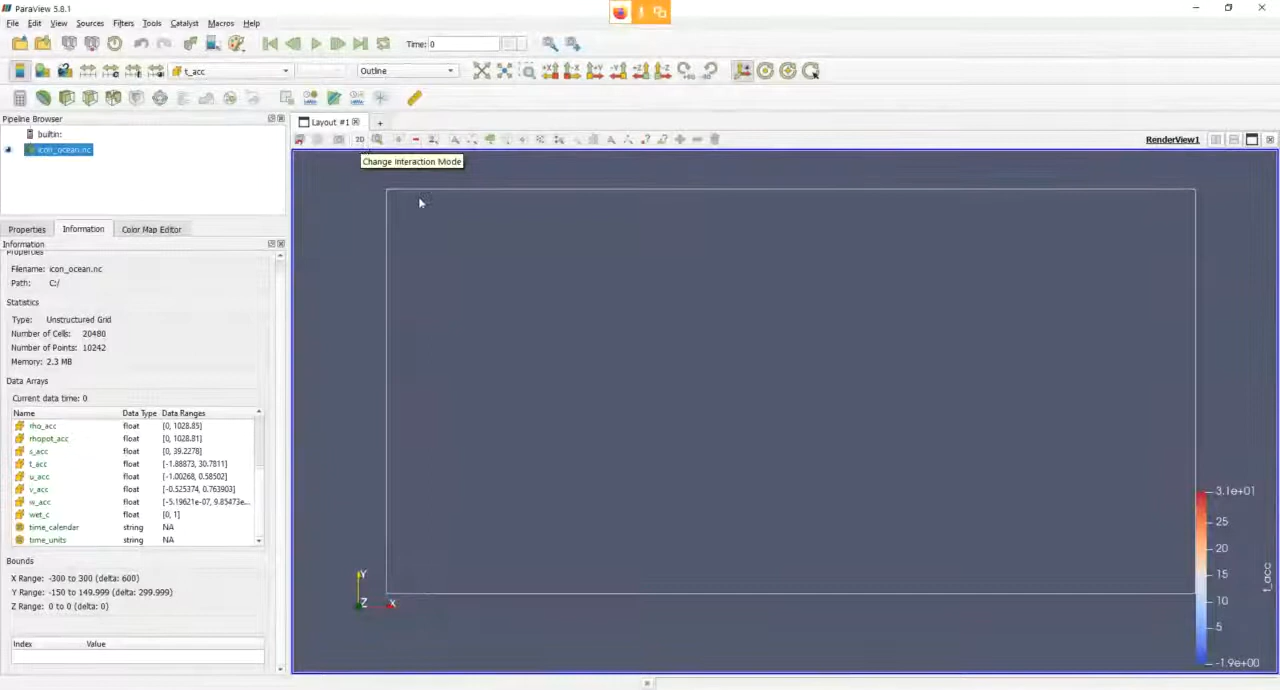 ParaView 5.8.1
File Edit View Sources Filters Tools Catalyst Macros Help
Time: 0
t_acc
Outline
Pipeline Browser
builtin:
icon_ocean.nc
Layout #1
2D
RenderView1
Change Interaction Mode
Properties Information Color Map Editor
Information
Properties
Filename: icon_ocean.nc
Path: C:/
Statistics
Type: Unstructured Grid
Number of Cells: 20480
Number of Points: 10242
Memory: 2.3 MB
Data Arrays
Current data time: 0
Name Data Type Data Ranges
rho_acc float [0, 1028.85]
rhopot_acc float [0, 1028.81]
s_acc float [0, 39.2278]
t_acc float [-1.88873, 30.7811]
u_acc float [-1.00268, 0.58502]
v_acc float [-0.525374, 0.763903]
w_acc float [-5.19621e-07, 9.85473e...
wet_c float [0, 1]
time_calendar string NA
time_units string NA
Bounds
X Range: -300 to 300 (delta: 600)
Y Range: -150 to 149.999 (delta: 299.999)
Z Range: 0 to 0 (delta: 0)
Index Value
Y
Z X
3.1e+01
25
20
15
10
5
-1.9e+00
t_acc